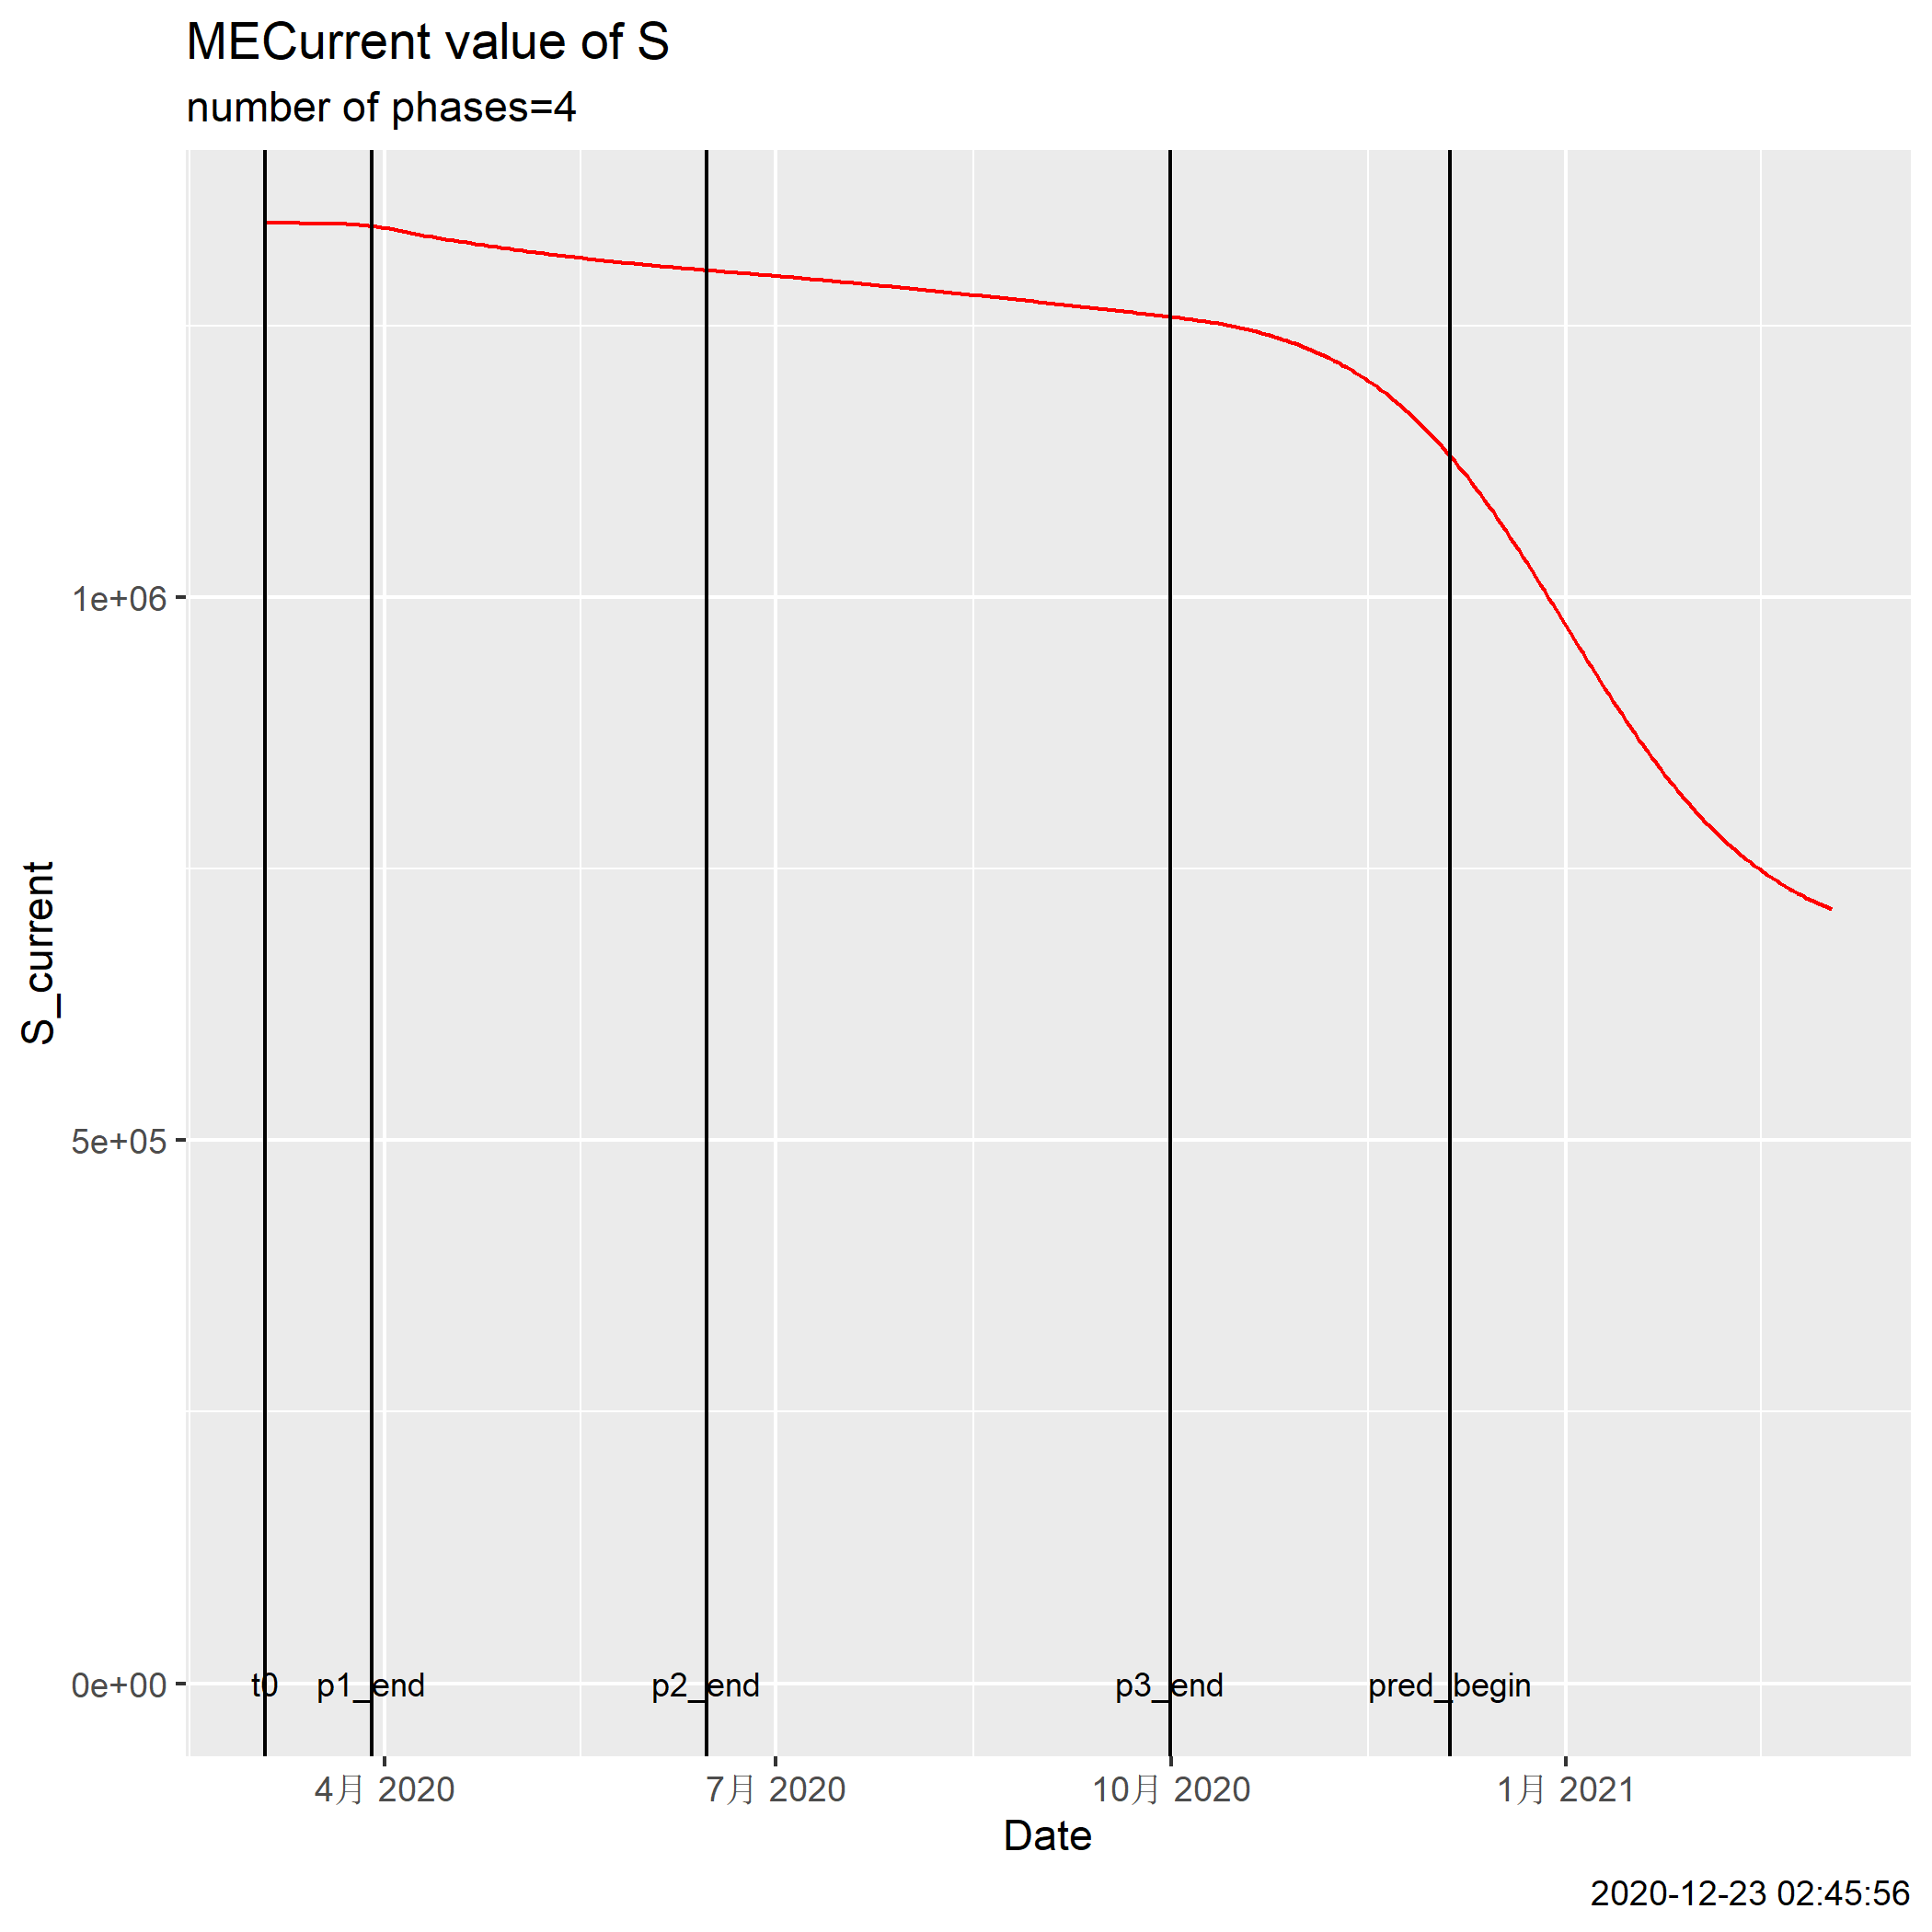 MECurrent value of S
number of phases=4
S_current
1e+06
5e+05
0e+00
t0 p1_end p2_end p3_end pred_begin
4月 2020 7月 2020 10月 2020 1月 2021
Date
2020-12-23 02:45:56